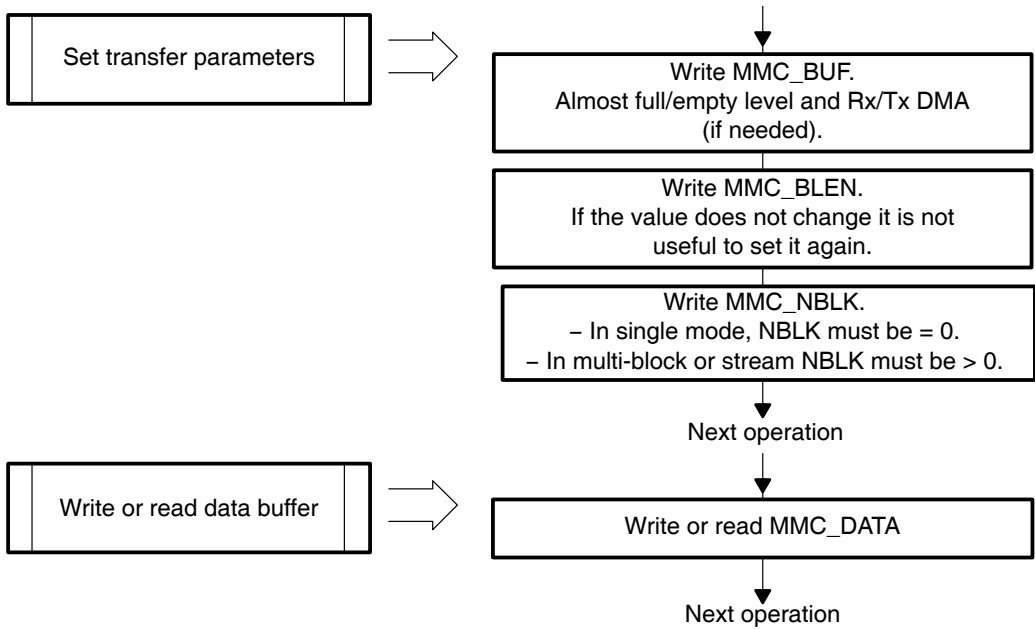 Set transfer parameters
Write MMC_BUF.
Almost full/empty level and Rx/Tx DMA
(if needed).
Write MMC_BLEN.
If the value does not change it is not
useful to set it again.
Write MMC_NBLK.
– In single mode, NBLK must be = 0.
– In multi-block or stream NBLK must be > 0.
Next operation
Write or read data buffer
Write or read MMC_DATA
Next operation